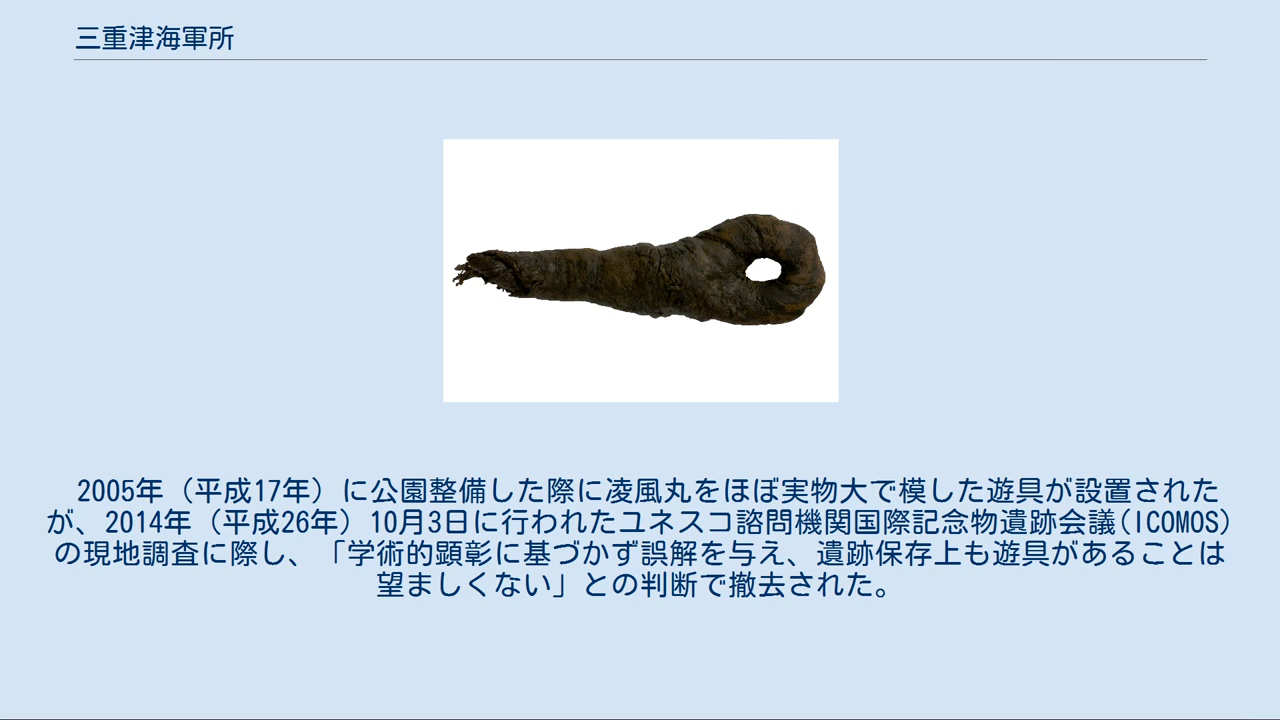 三重津海軍所
2005年（平成17年）に公園整備した際に凌風丸をほぼ実物大で模した遊具が設置された
が、2014年（平成26年）10月3日に行われたユネスコ諮問機関国際記念物遺跡会議(ICOMOS)
の現地調査に際し、「学術的顕彰に基づかず誤解を与え、遺跡保存上も遊具があることは
望ましくない」との判断で撤去された。